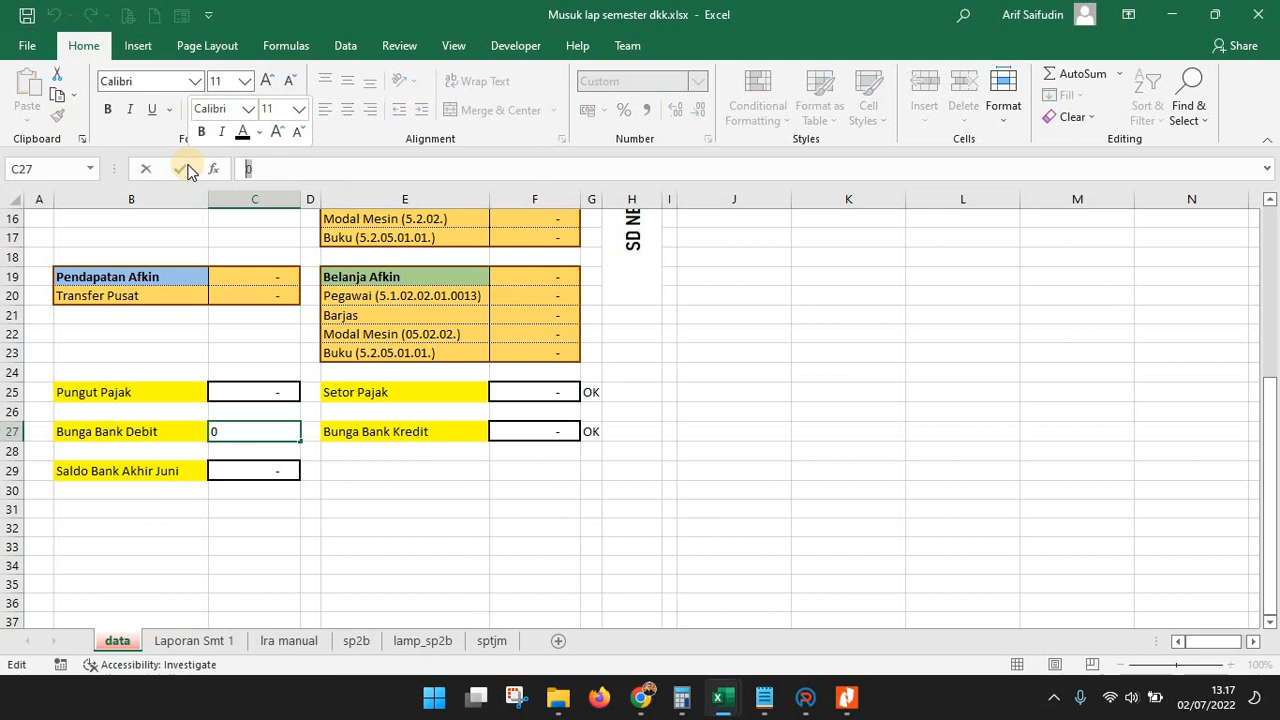 Musuk lap semester dkk.xlsx - Excel
Arif Saifudin
File Home Insert Page Layout Formulas Data Review View Developer Help Team Share
Paste
Calibri 11
Wrap Text
Custom
Conditional Formatting
Format as Table
Cell Styles
Insert
Delete
Format
AutoSum
Fill
Clear
Sort & Filter
Find & Select
B I U
Calibri 11
B I A
Merge & Center
Clipboard
Alignment
Number
Styles
Cells
Editing
C27 fx 0
A B C D E F G H I J K L M N
16 Modal Mesin (5.2.02.) -
17 Buku (5.2.05.01.01.) -
18
19 Pendapatan Afkin - Belanja Afkin -
20 Transfer Pusat - Pegawai (5.1.02.02.01.0013) -
21 Barjas -
22 Modal Mesin (05.02.02.) -
23 Buku (5.2.05.01.01.) -
24
25 Pungut Pajak - Setor Pajak - OK
26
27 Bunga Bank Debit 0 Bunga Bank Kredit - OK
28
29 Saldo Bank Akhir Juni -
30
31
32
33
34
35
36
37
data Laporan Smt 1 lra manual sp2b lamp_sp2b sptjm
Edit Accessibility: Investigate 100%
13.17
02/07/2022